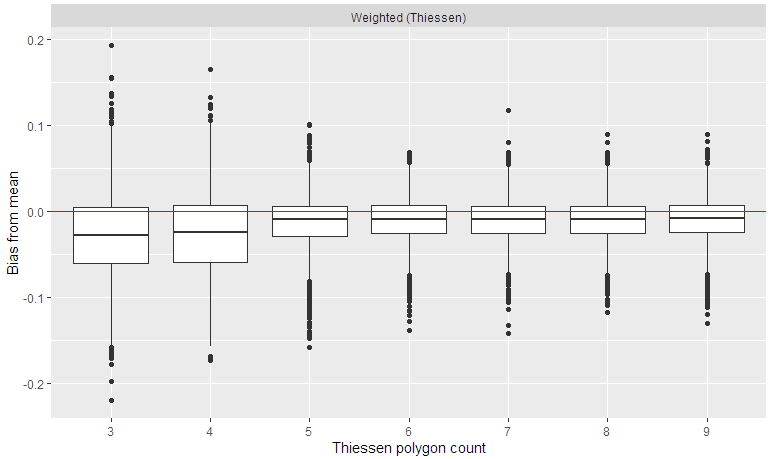 Weighted (Thiessen)
0.2
0.1
0.0
-0.1
-0.2
Bias from mean
3 4 5 6 7 8 9
Thiessen polygon count